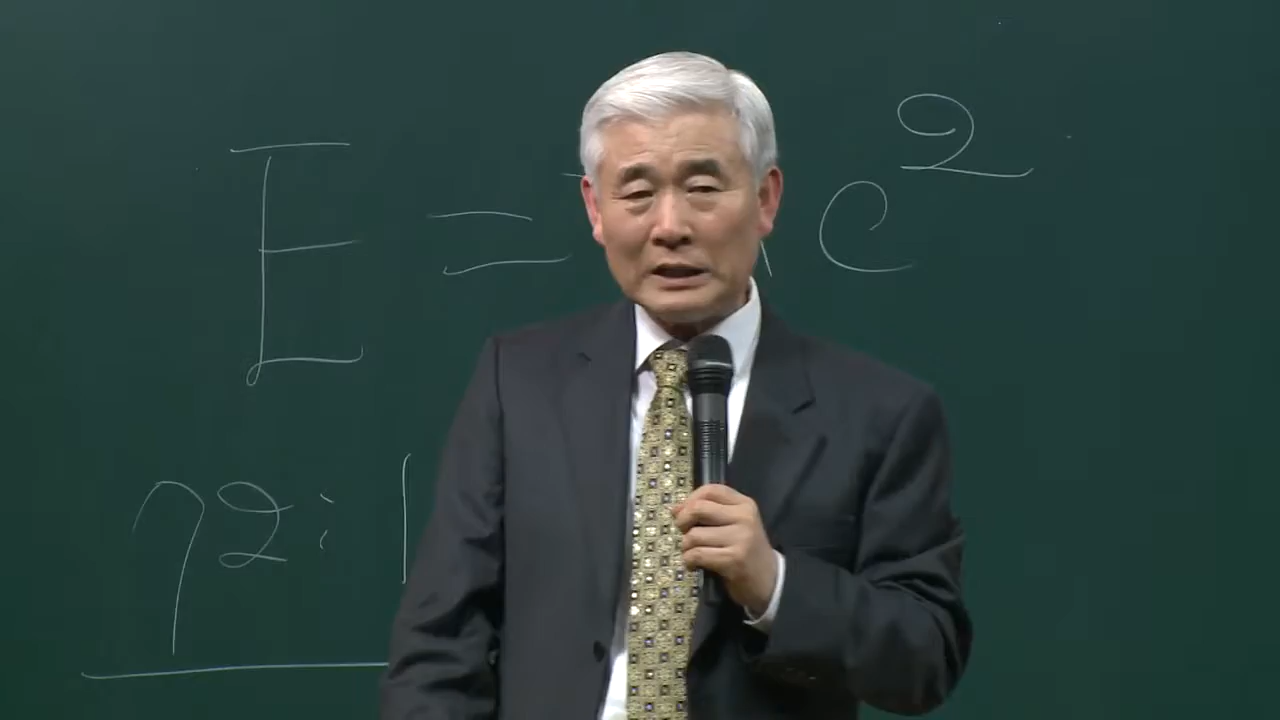 E = c²
72 : 1